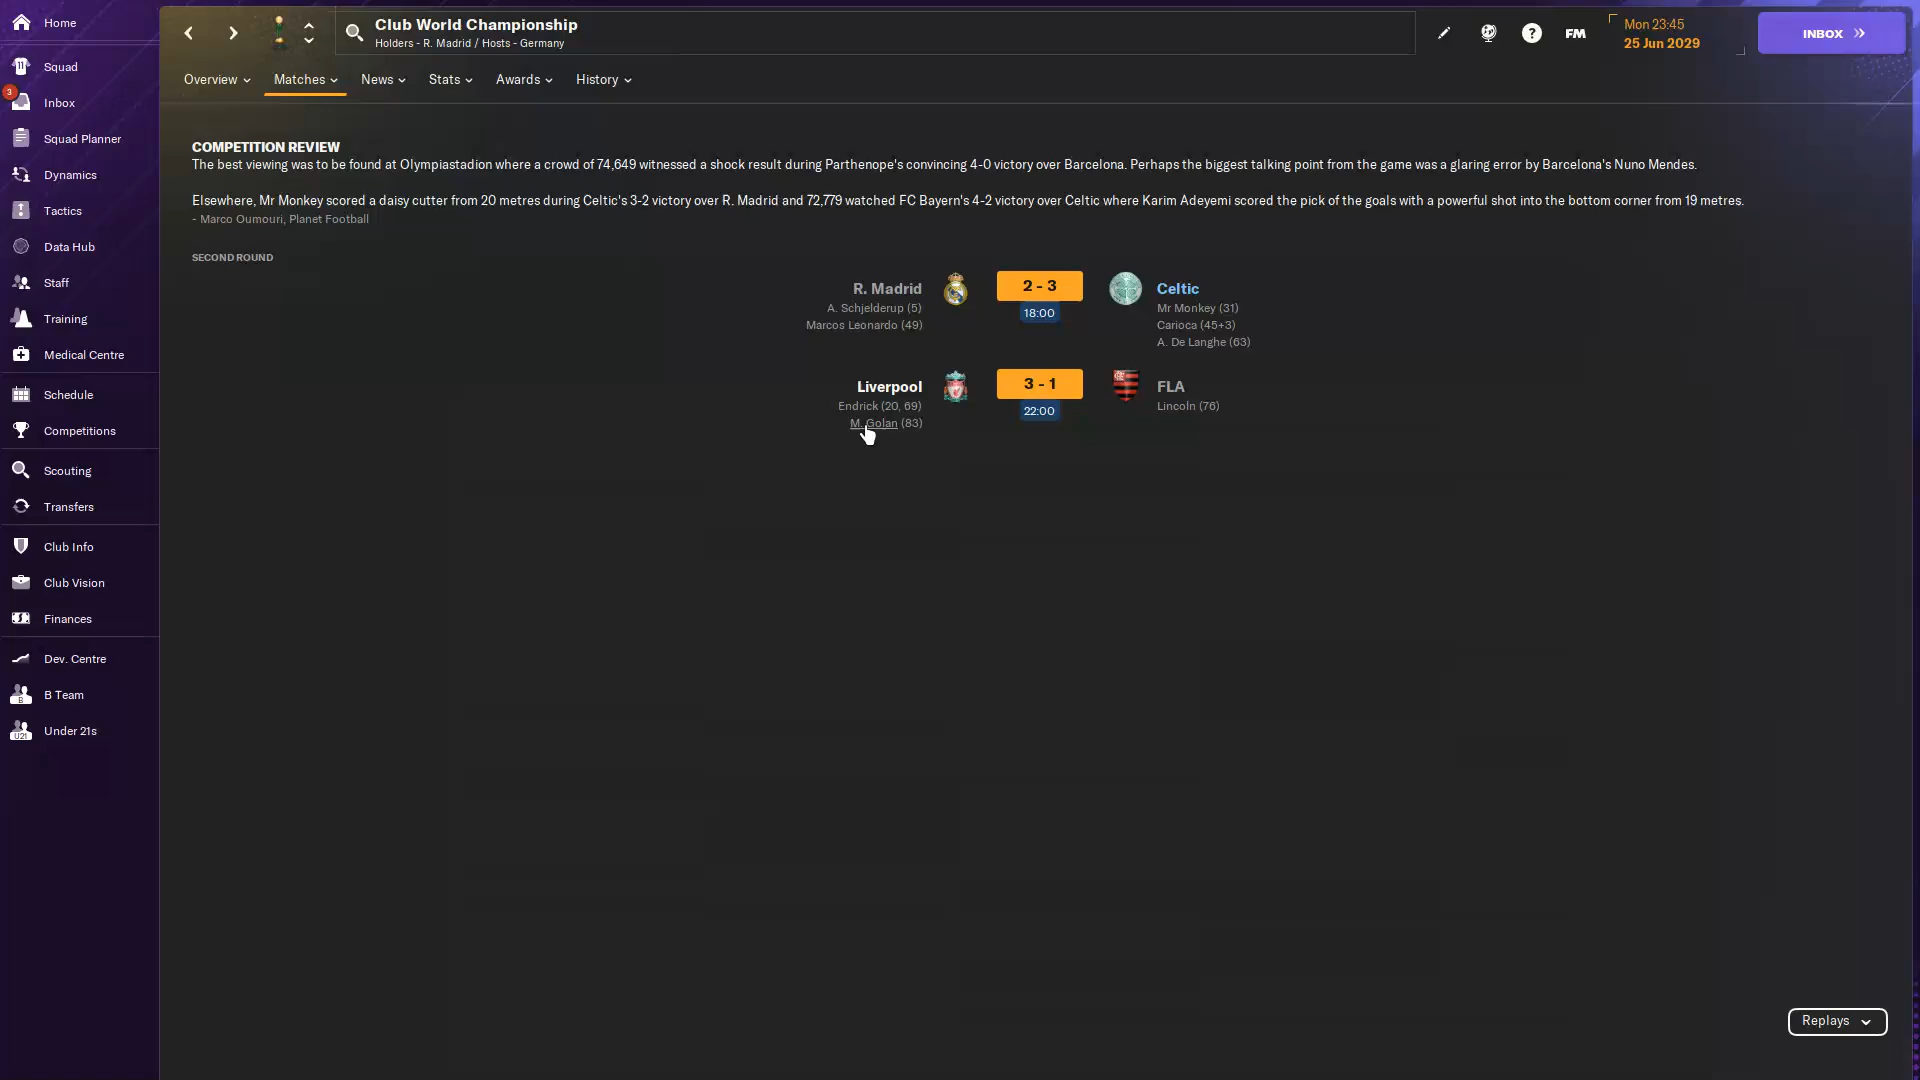 Home
Club World Championship
Holders - R. Madrid / Hosts - Germany
FM
Mon 23:45
25 Jun 2029
INBOX
Squad
3
Inbox
Squad Planner
Dynamics
Tactics
Data Hub
Staff
Training
Medical Centre
Schedule
Competitions
Scouting
Transfers
Club Info
Club Vision
Finances
Dev. Centre
B
B Team
U21
Under 21s
Overview Matches News Stats Awards History
COMPETITION REVIEW
The best viewing was to be found at Olympiastadion where a crowd of 74,649 witnessed a shock result during Parthenope's convincing 4-0 victory over Barcelona. Perhaps the biggest talking point from the game was a glaring error by Barcelona's Nuno Mendes.
Elsewhere, Mr Monkey scored a daisy cutter from 20 metres during Celtic's 3-2 victory over R. Madrid and 72,779 watched FC Bayern's 4-2 victory over Celtic where Karim Adeyemi scored the pick of the goals with a powerful shot into the bottom corner from 19 metres.
- Marco Oumouri, Planet Football
SECOND ROUND
R. Madrid 2 - 3 Celtic
A. Schjelderup (5) 18:00 Mr Monkey (31)
Marcos Leonardo (49) Carioca (45+3)
A. De Langhe (63)
Liverpool 3 - 1 FLA
Endrick (20, 69) 22:00 Lincoln (76)
M. Golan (83)
Replays